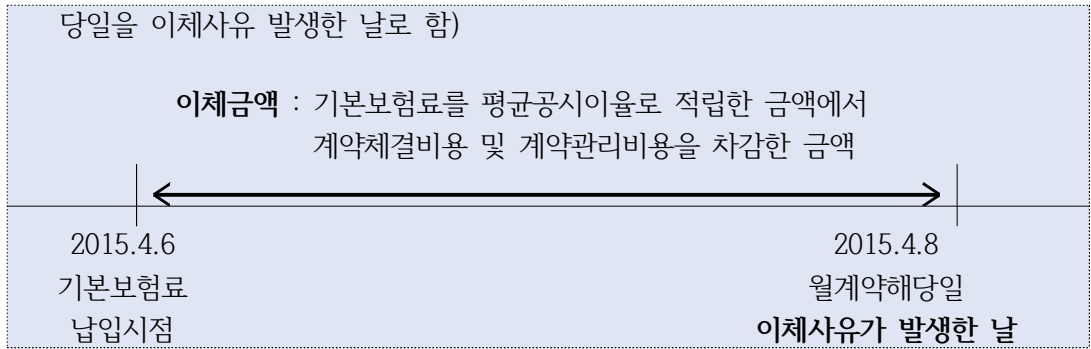 당일을 이체사유 발생한 날로 함)
이체금액 : 기본보험료를 평균공시이율로 적립한 금액에서
계약체결비용 및 계약관리비용을 차감한 금액
2015.4.6
기본보험료
납입시점
2015.4.8
월계약해당일
이체사유가 발생한 날